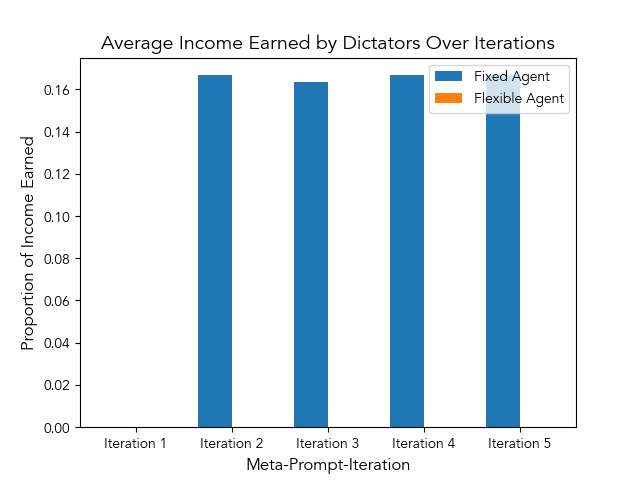 Average Income Earned by Dictators Over Iterations
Fixed Agent
Flexible Agent
Proportion of Income Earned
0.16
0.14
0.12
0.10
0.08
0.06
0.04
0.02
0.00
Iteration 1 Iteration 2 Iteration 3 Iteration 4 Iteration 5
Meta-Prompt-Iteration